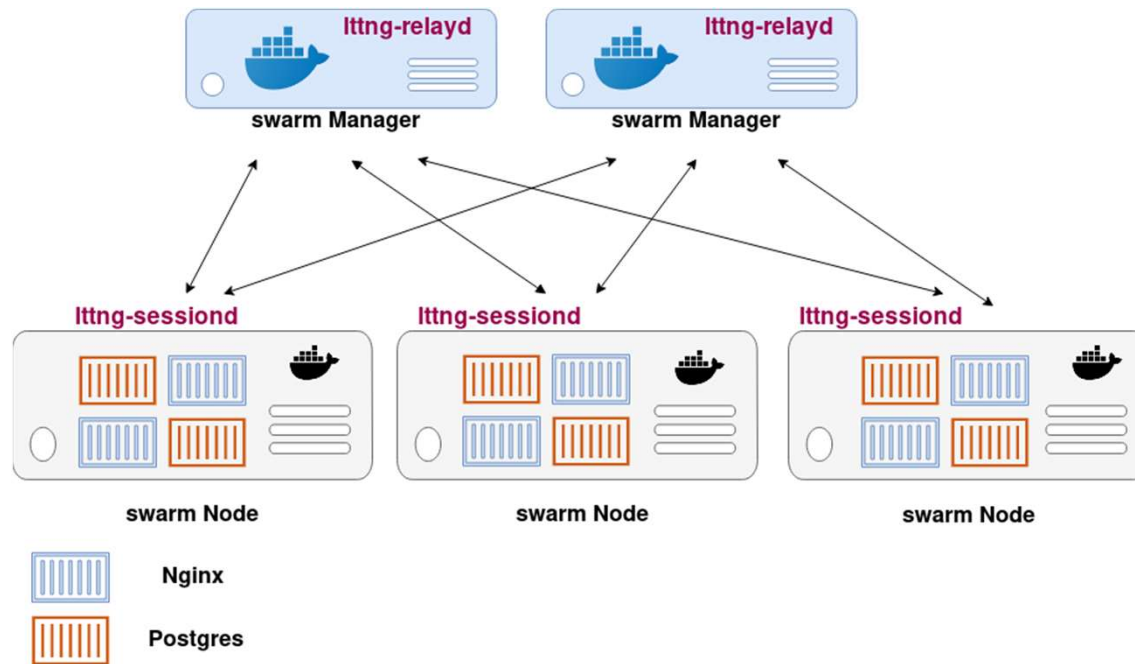 lttng-relayd
lttng-relayd
swarm Manager
swarm Manager
lttng-sessiond
lttng-sessiond
lttng-sessiond
swarm Node
swarm Node
swarm Node
Nginx
Postgres